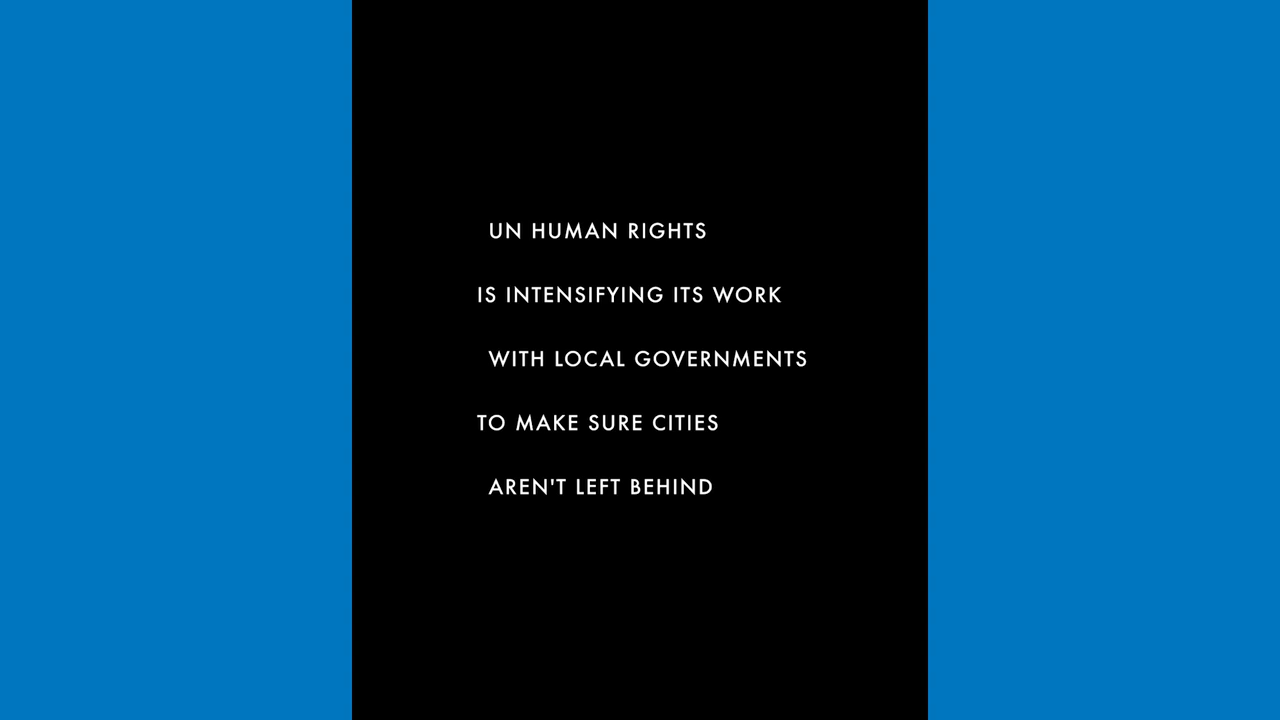 UN HUMAN RIGHTS
IS INTENSIFYING ITS WORK
WITH LOCAL GOVERNMENTS
TO MAKE SURE CITIES
AREN'T LEFT BEHIND